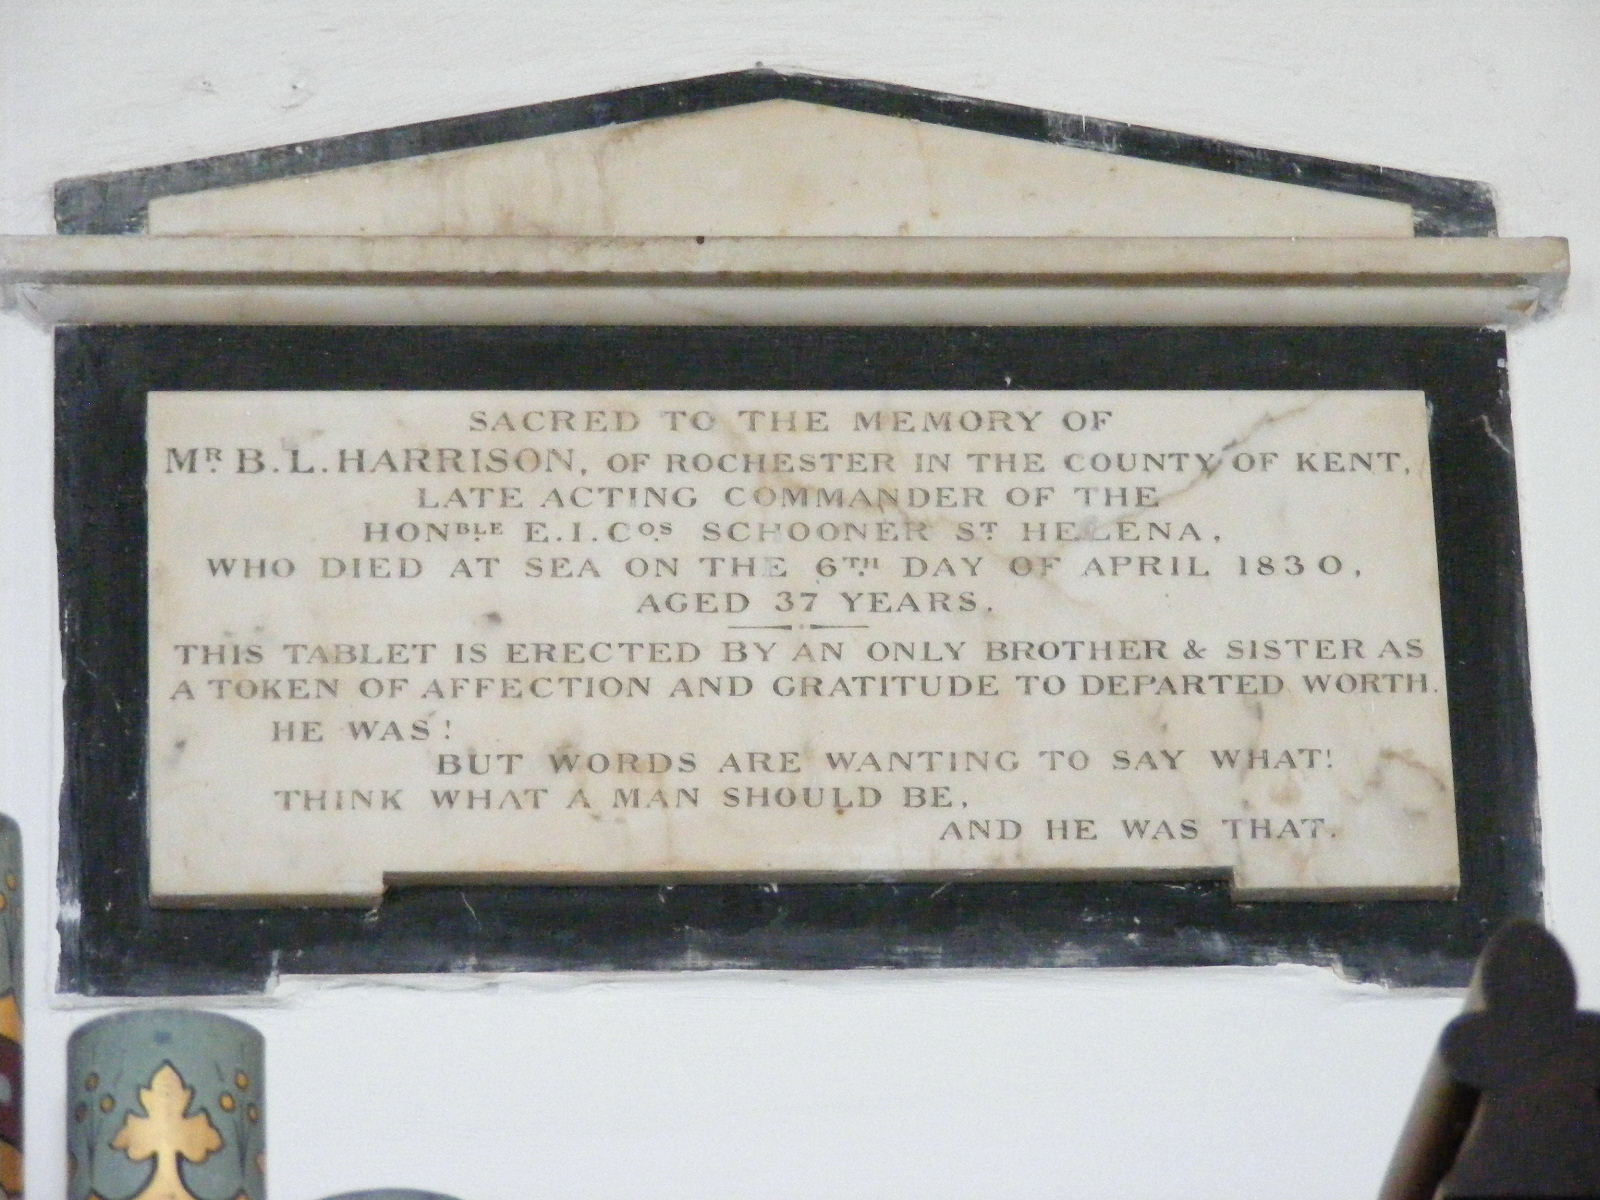 SACRED TO THE MEMORY OF
MR. B. L. HARRISON, OF ROCHESTER IN THE COUNTY OF KENT,
LATE ACTING COMMANDER OF THE
HONBLE E.I.COS SCHOONER ST HELENA,
WHO DIED AT SEA ON THE 6TH DAY OF APRIL 1830,
AGED 37 YEARS.
THIS TABLET IS ERECTED BY AN ONLY BROTHER & SISTER AS
A TOKEN OF AFFECTION AND GRATITUDE TO DEPARTED WORTH.
HE WAS!
BUT WORDS ARE WANTING TO SAY WHAT!
THINK WHAT A MAN SHOULD BE,
AND HE WAS THAT.